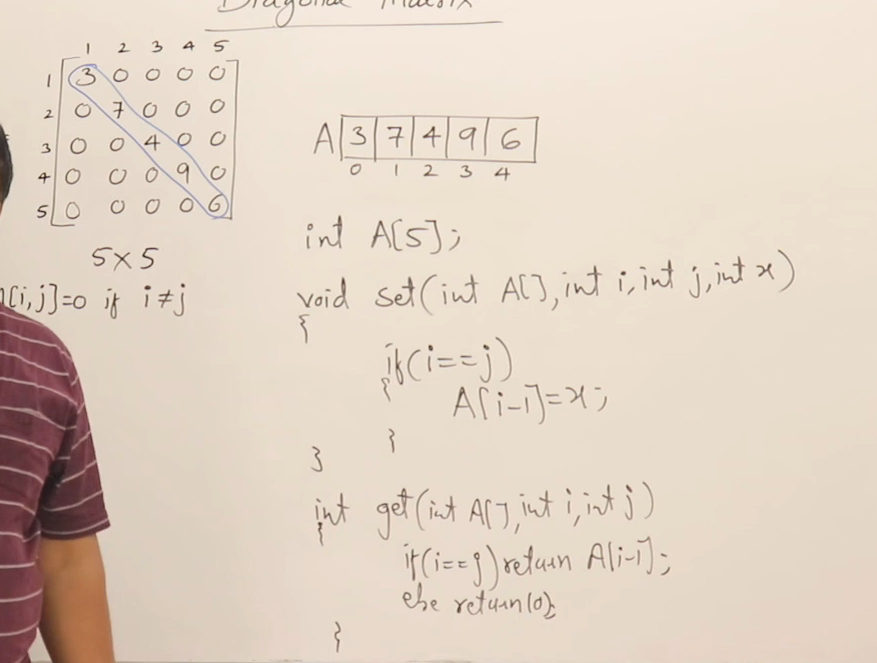 Diagonal Matrix
1 2 3 4 5
1 3 0 0 0 0
2 0 7 0 0 0
3 0 0 4 0 0
4 0 0 0 9 0
5 0 0 0 0 6
5×5
[i,j]=0 if i≠j
A 3 7 4 9 6
0 1 2 3 4
int A[5];
void set(int A[],int i,int j,int x)
{
if(i==j)
{
A[i-1]=x;
}
}
int get(int A[],int i,int j)
{
if(i==j)return A[i-1];
else return(0);
}